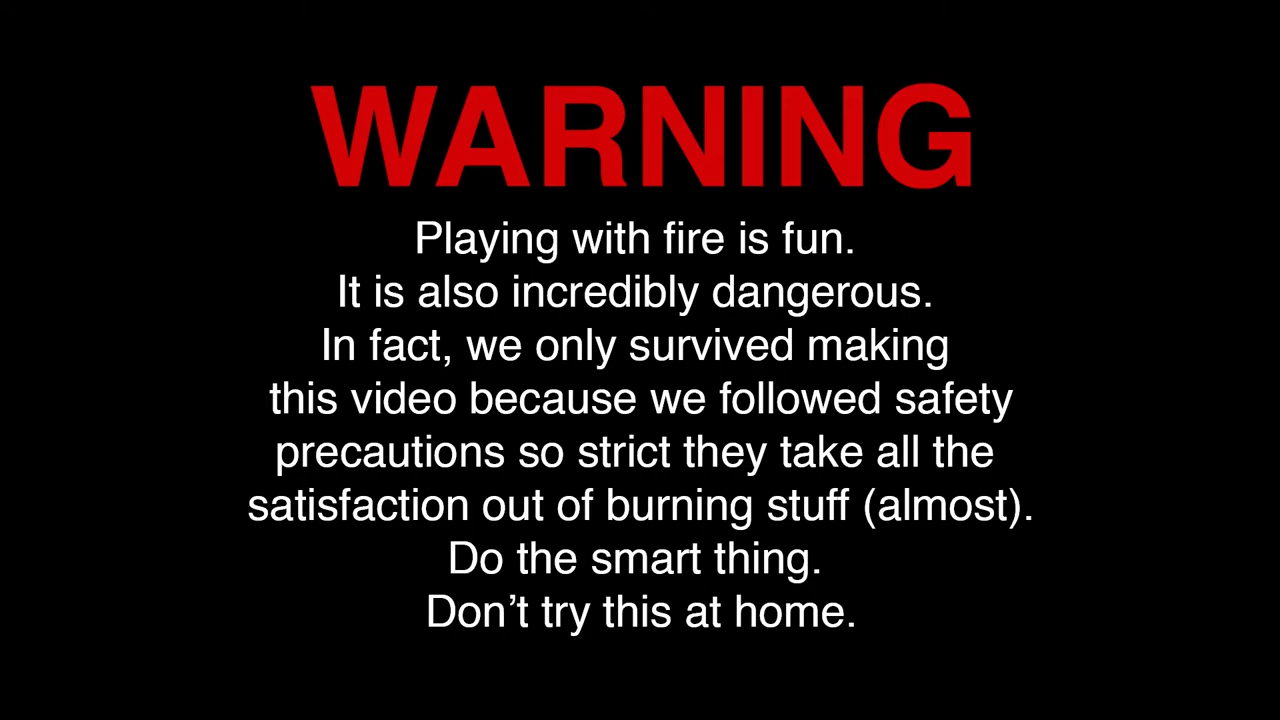 WARNING
Playing with fire is fun.
It is also incredibly dangerous.
In fact, we only survived making
this video because we followed safety
precautions so strict they take all the
satisfaction out of burning stuff (almost).
Do the smart thing.
Don’t try this at home.